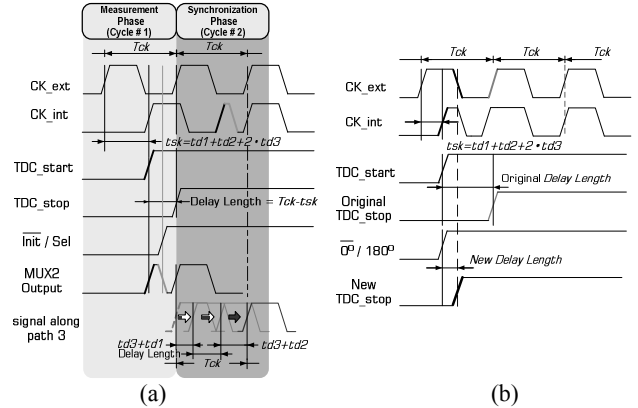 Measurement
Phase
(Cycle # 1)
Synchronization
Phase
(Cycle # 2)
Tck
Tck
CK_ext
CK_int
tsk=td1+td2+2•td3
TDC_start
TDC_stop
Delay Length = Tck-tsk
Init / Sel
MUX2
Output
signal along
path 3
td3+td1
td3+td2
Delay Length
Tck
(a)
Tck
Tck
Tck
CK_ext
CK_int
tsk=td1+td2+2•td3
TDC_start
Original Delay Length
Original
TDC_stop
0º / 180º
New Delay Length
New
TDC_stop
(b)